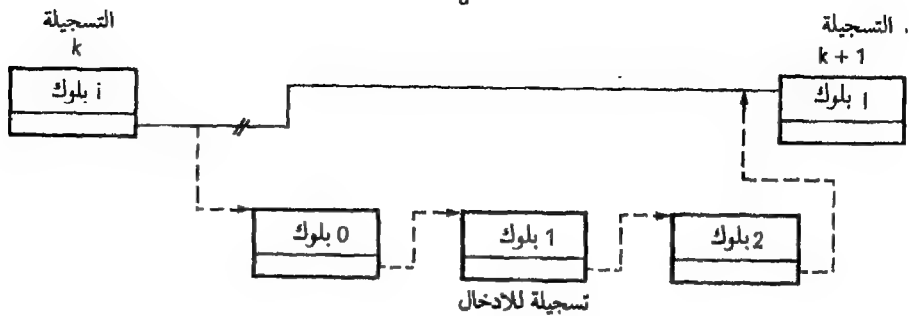 التسجيلة
k
بلوك i
التسجيلة
k + 1
بلوك l
بلوك 0
بلوك 1
بلوك 2
تسجيلة للادخال